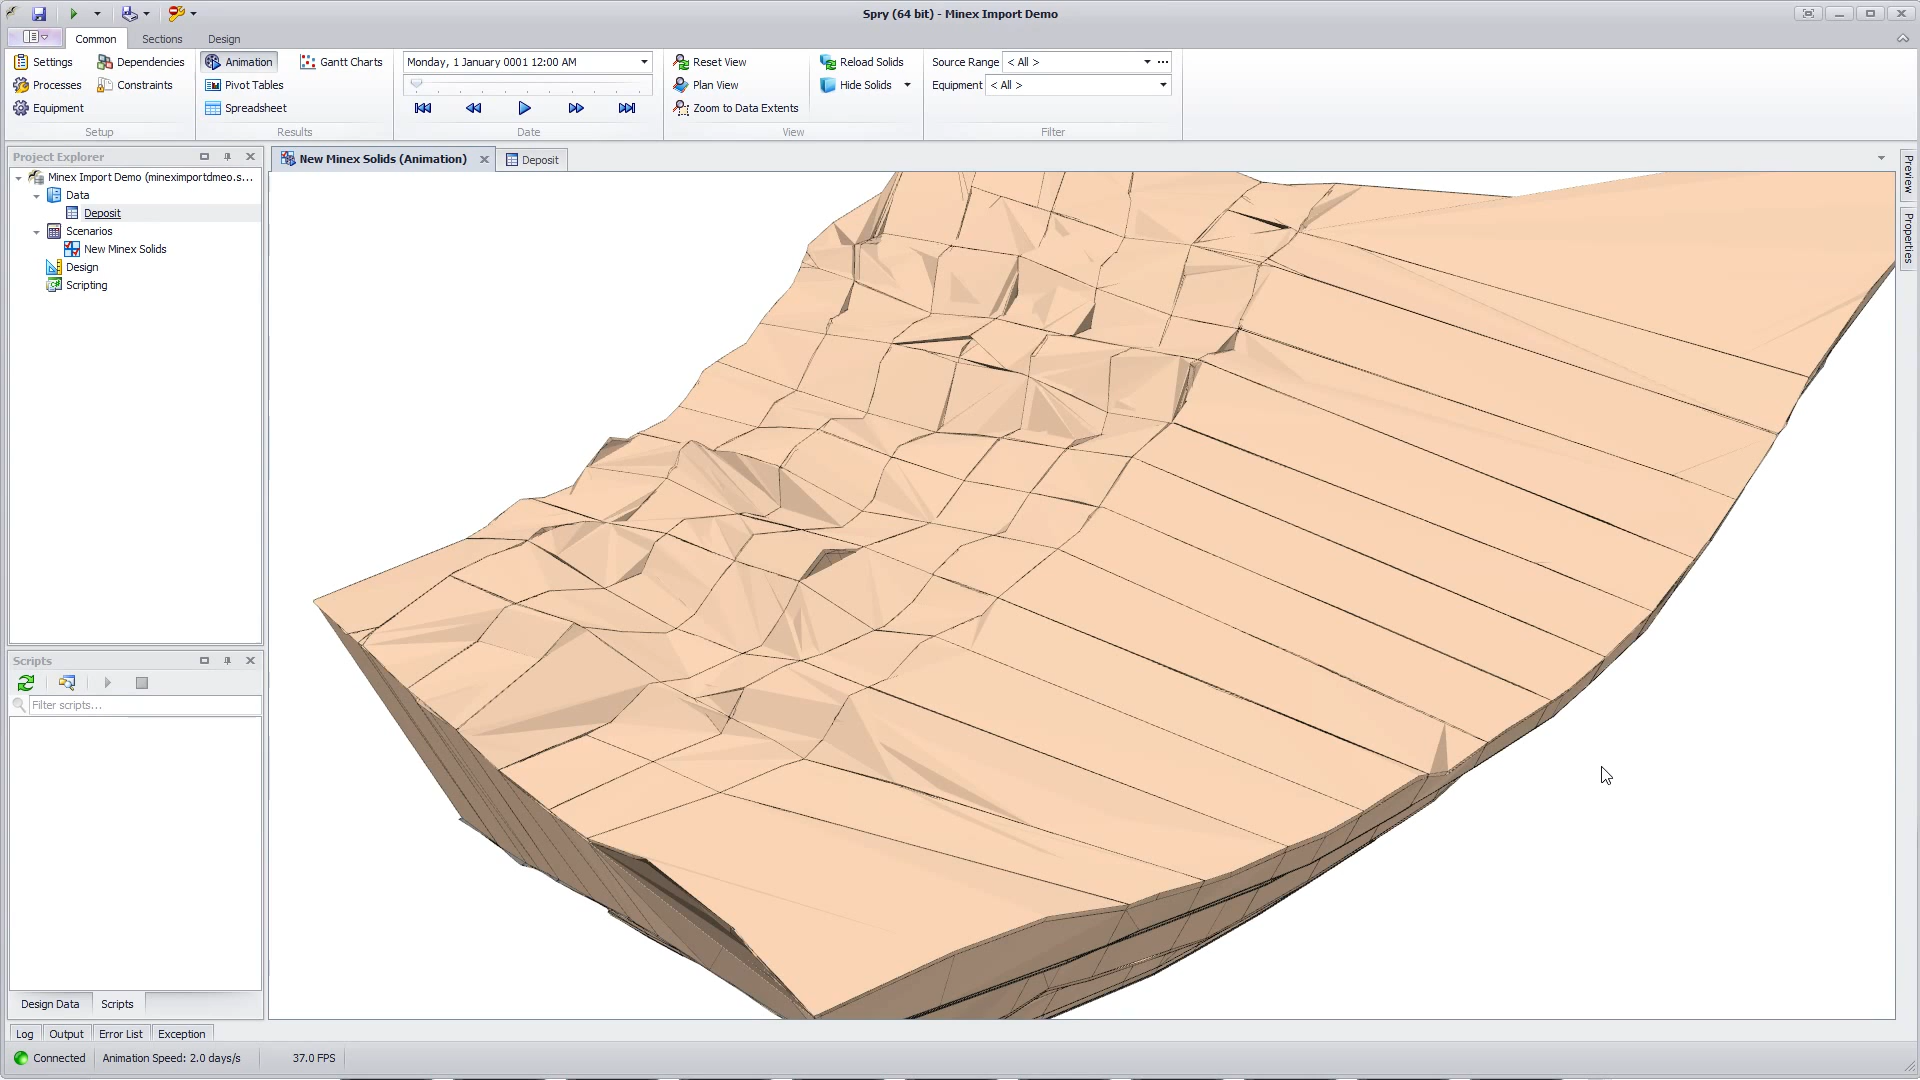 Spry (64 bit) - Minex Import Demo
Common Sections Design
Settings Dependencies Animation Gantt Charts Monday, 1 January 0001 12:00 AM Reset View Reload Solids Source Range < All >
Processes Constraints Pivot Tables Plan View Hide Solids Equipment < All >
Equipment Spreadsheet Zoom to Data Extents
Setup Results Date View Filter
Project Explorer
Minex Import Demo (mineximportdmeo.s...
Data
Deposit
Scenarios
New Minex Solids
Design
Scripting
New Minex Solids (Animation) Deposit
Preview
Properties
Scripts
Filter scripts...
Design Data Scripts
Log Output Error List Exception
Connected Animation Speed: 2.0 days/s 37.0 FPS